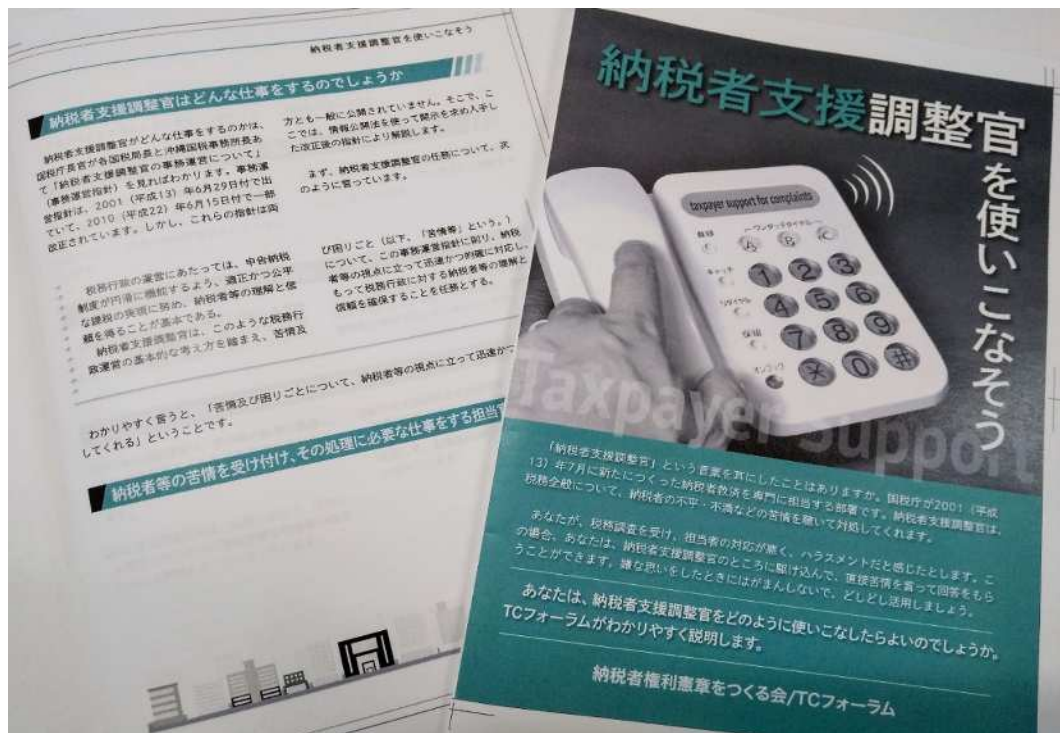 納税者支援調整官を使いこなそう
納税者支援調整官はどんな仕事をするのでしょうか
納税者支援調整官がどんな仕事をするのかは、
国税庁長官が各国税局長と沖縄国税事務所長あ
て「納税者支援調整官の事務運営について」
(事務運営指針)を見ればわかります。事務運
営指針は、2001(平成13)年6月29日付で出
ていて、2010(平成22)年6月15日付で一部
改正されています。しかし、これらの指針は両
方とも一般に公開されていません。そこで、こ
こでは、情報公開法を使って開示を求め入手し
た改正後の指針により解説します。
まず、納税者支援調整官の任務について、次
のように言っています。
税務行政の運営にあたっては、申告納税
制度が円滑に機能するよう、適正かつ公平
な課税の実現に努め、納税者等の理解と信
頼を得ることが基本である。
納税者支援調整官は、このような税務行
政運営の基本的な考え方を踏まえ、苦情及
び困りごと(以下、「苦情等」という。)
について、この事務運営指針に則り、納税
者等の視点に立って迅速かつ的確に対応し、
もって税務行政に対する納税者等の理解と
信頼を確保することを任務とする。
わかりやすく言うと、「苦情及び困りごとについて、納税者等の視点に立って迅速かつ
してくれる」ということです。
納税者等の苦情を受け付け、その処理に必要な仕事をする担当官
納税者支援調整官
を使いこなそう
taxpayer support for complaints
登録
ワンタッチダイヤル
A B C
キャッチ
1 2 3
リダイヤル
4 5 6
保留
7 8 9
オンフック
* 0 #
Taxpayer Support
「納税者支援調整官」という言葉を耳にしたことはありますか。国税庁が2001(平成
13)年7月に新たにつくった納税者救済を専門に担当する部署です。納税者支援調整官は、
税務全般について、納税者の不平・不満などの苦情を聴いて対処してくれます。
あなたが、税務調査を受け、担当者の対応が悪く、ハラスメントだと感じたとします。こ
の場合、あなたは、納税者支援調整官のところに駆け込んで、直接苦情を言って回答をもら
うことができます。嫌な思いをしたときにはがまんしないで、どしどし活用しましょう。
あなたは、納税者支援調整官をどのように使いこなしたらよいのでしょうか。
TCフォーラムがわかりやすく説明します。
納税者権利憲章をつくる会/TCフォーラム